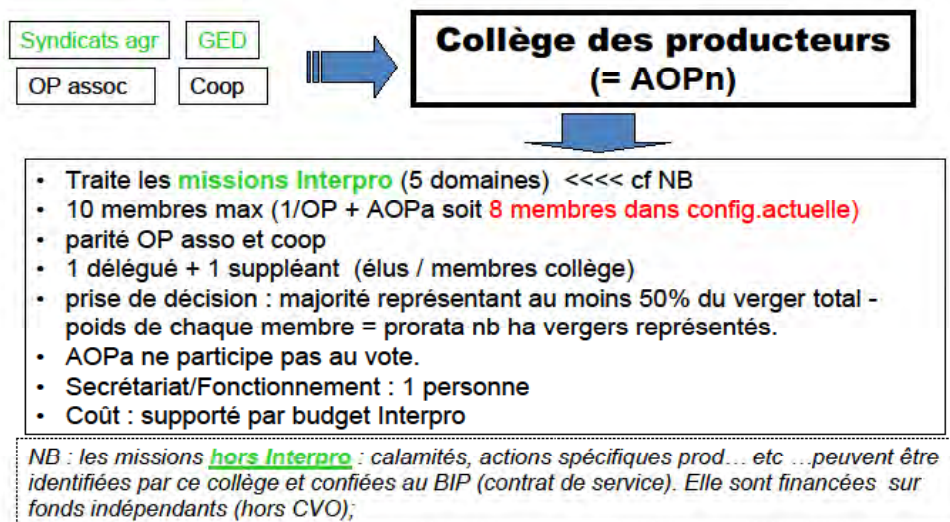 Syndicats agr
GED
OP assoc
Coop
Collège des producteurs
(= AOPn)
• Traite les missions Interpro (5 domaines) <<<< cf NB
• 10 membres max (1/OP + AOPa soit 8 membres dans config.actuelle)
• parité OP asso et coop
• 1 délégué + 1 suppléant (élus / membres collège)
• prise de décision : majorité représentant au moins 50% du verger total -
poids de chaque membre = prorata nb ha vergers représentés.
• AOPa ne participe pas au vote.
• Secrétariat/Fonctionnement : 1 personne
• Coût : supporté par budget Interpro
NB : les missions hors Interpro : calamités, actions spécifiques prod… etc …peuvent être
identifiées par ce collège et confiées au BIP (contrat de service). Elle sont financées sur
fonds indépendants (hors CVO);